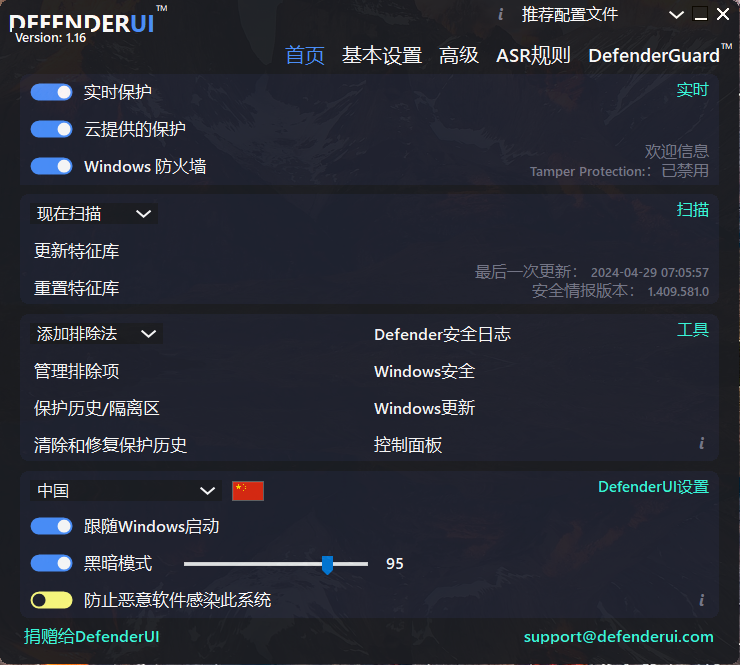 DEFENDERUI™
Version: 1.16
i 推荐配置文件
首页 基本设置 高级 ASR规则 DefenderGuard™
实时保护
实时
云提供的保护
Windows 防火墙
欢迎信息
Tamper Protection:：已禁用
现在扫描
扫描
更新特征库
重置特征库
最后一次更新： 2024-04-29 07:05:57
安全情报版本： 1.409.581.0
添加排除法
Defender安全日志
工具
管理排除项
Windows安全
保护历史/隔离区
Windows更新
清除和修复保护历史
控制面板
i
中国
DefenderUI设置
跟随Windows启动
黑暗模式
95
防止恶意软件感染此系统
i
捐赠给DefenderUI
support@defenderui.com